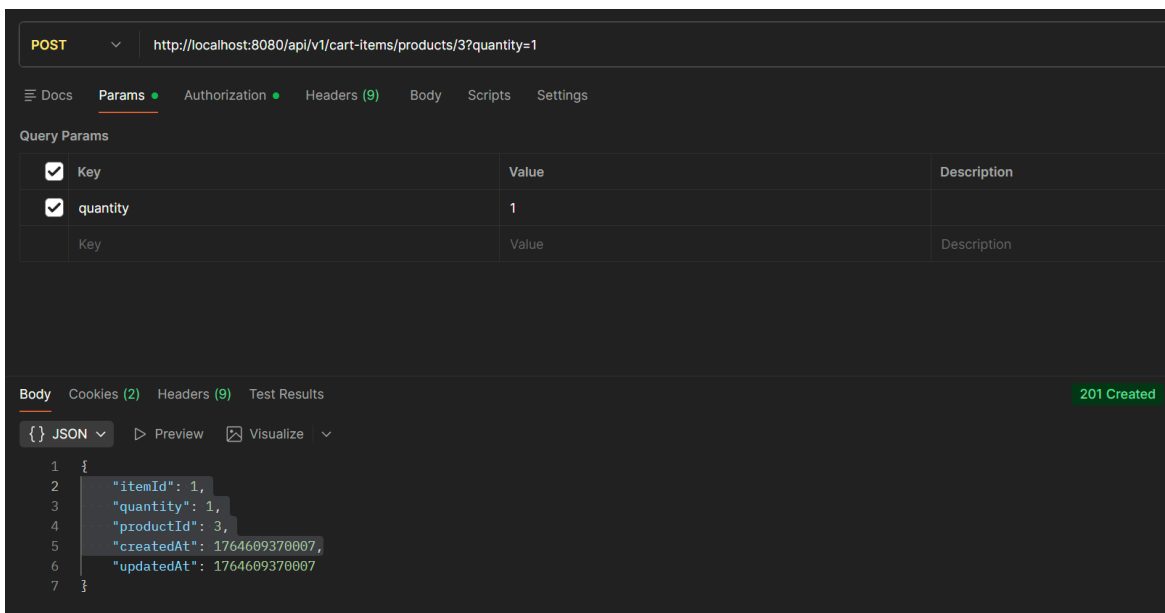 POST http://localhost:8080/api/v1/cart-items/products/3?quantity=1
Docs Params Authorization Headers (9) Body Scripts Settings
Query Params
Key Value Description
quantity 1
Key Value Description
Body Cookies (2) Headers (9) Test Results 201 Created
{} JSON Preview Visualize
1 {
2 "itemId": 1,
3 "quantity": 1,
4 "productId": 3,
5 "createdAt": 1764609370007,
6 "updatedAt": 1764609370007
7 }